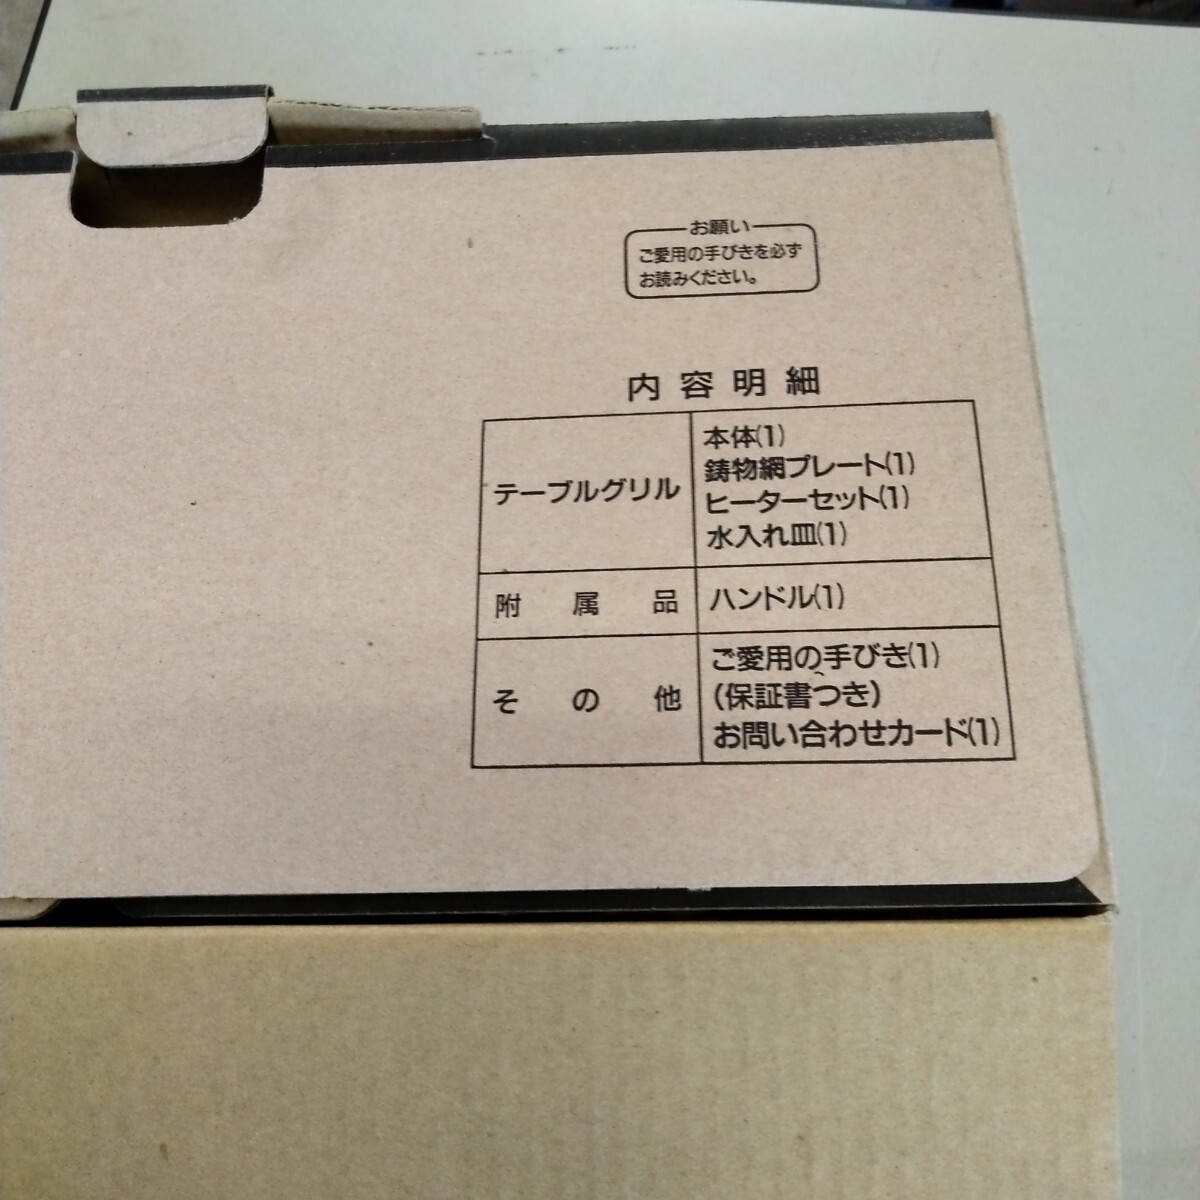 お願い
ご愛用の手びきを必ず
お読みください。
内容明細
テーブルグリル
本体(1)
鋳物網プレート(1)
ヒーターセット(1)
水入れ皿(1)
附属品
ハンドル(1)
その他
ご愛用の手びき(1)
(保証書つき)
お問い合わせカード(1)